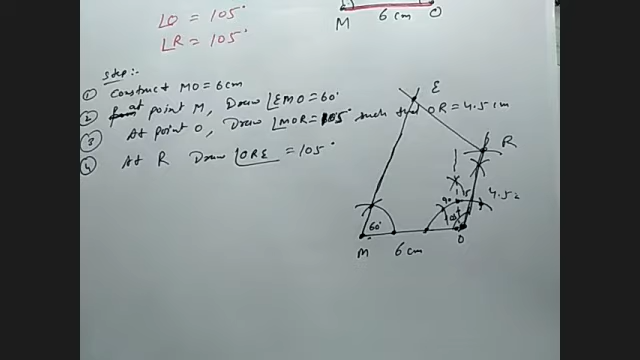 ∠O = 105°
∠R = 105°
M 6 cm O
Step :-
① Construct MO = 6cm
② At point M, Draw ∠EMO = 60°
③ At point O, Draw ∠MOR = 105° such that OR = 4.5 cm
④ At R Draw ∠ORE = 105°
E
R
90 15
4.5
105
60°
M 6 cm O